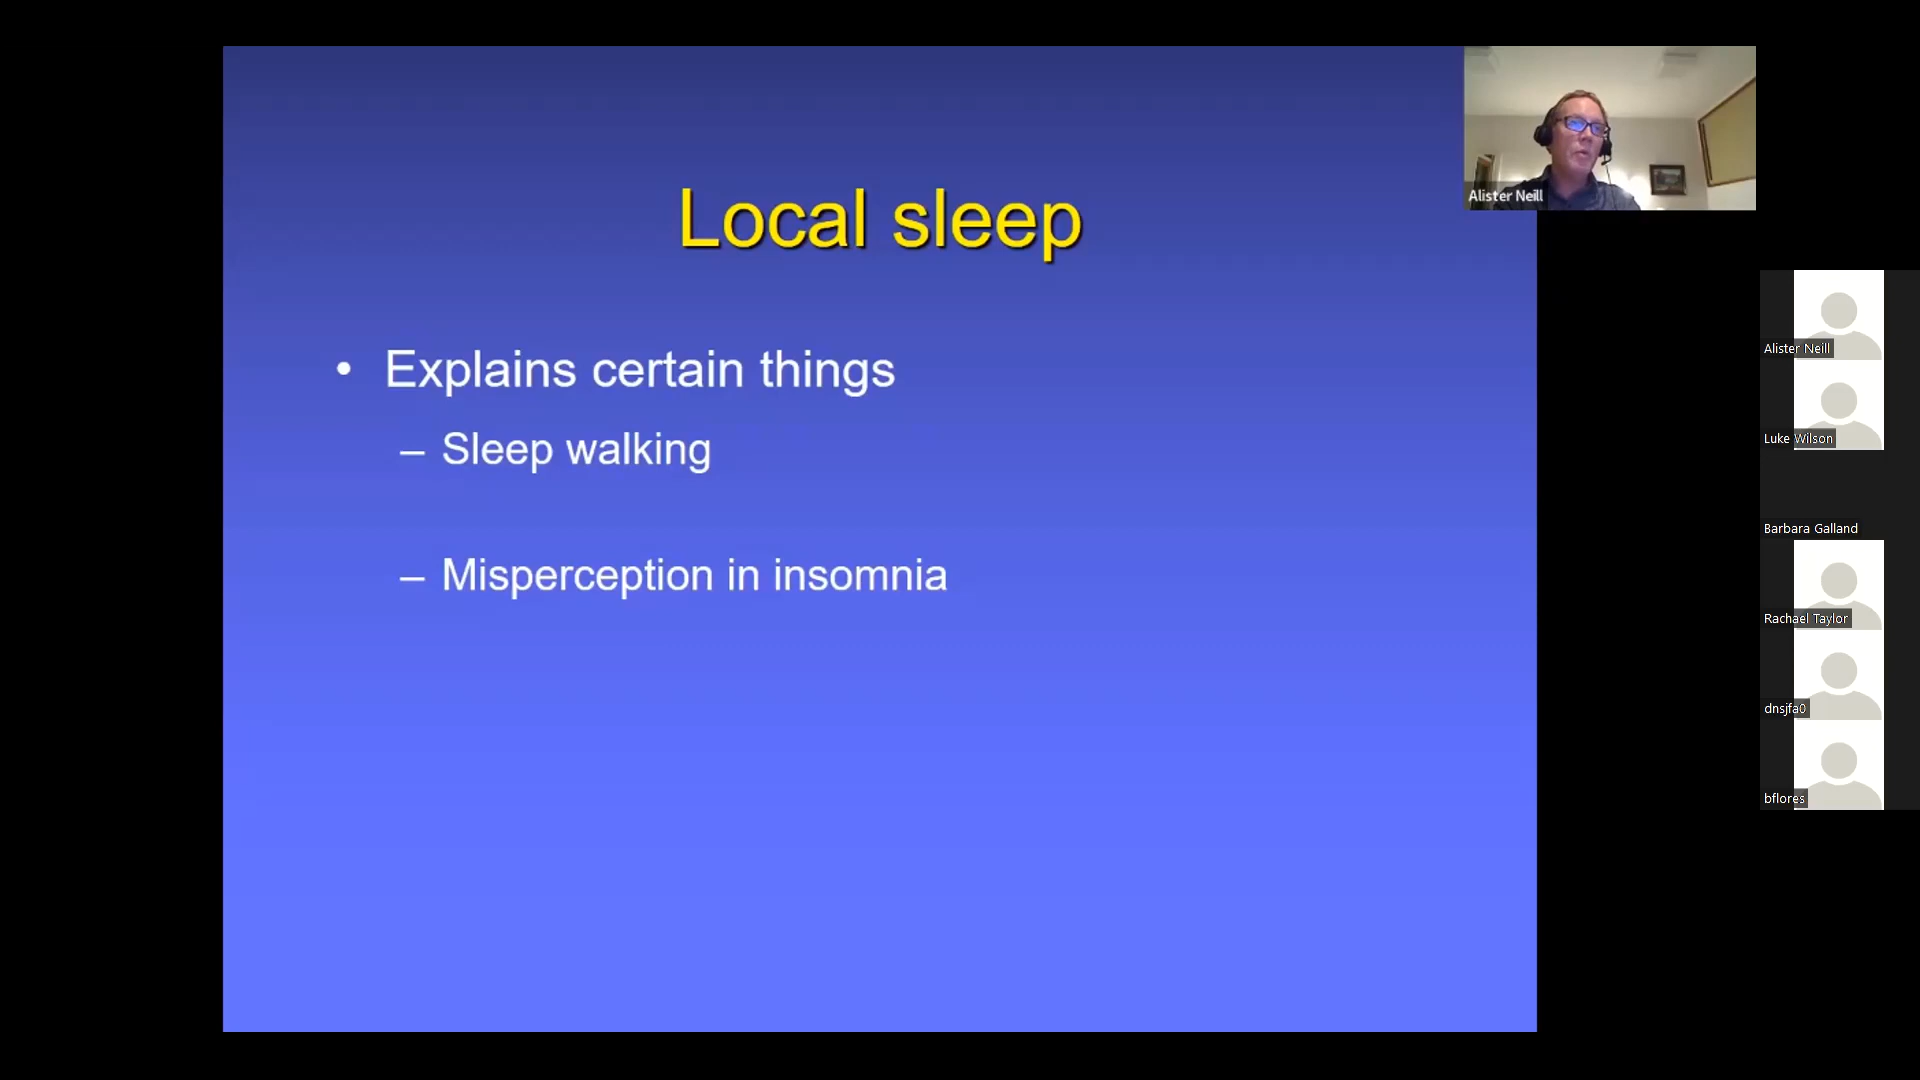 Local sleep
• Explains certain things
– Sleep walking
– Misperception in insomnia
Alister Neill
Alister Neill
Luke Wilson
Barbara Galland
Rachael Taylor
dnsjfa0
bflores